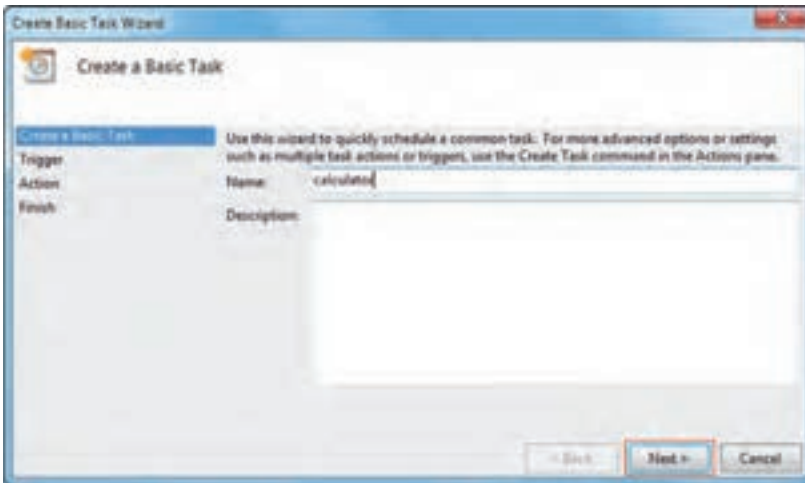 Create Basic Task Wizard
Create a Basic Task
Create a Basic Task
Trigger
Action
Finish
Use this wizard to quickly schedule a common task. For more advanced options or settings
such as multiple task actions or triggers, use the Create Task command in the Actions pane.
Name: calculator
Description:
< Back
Next >
Cancel